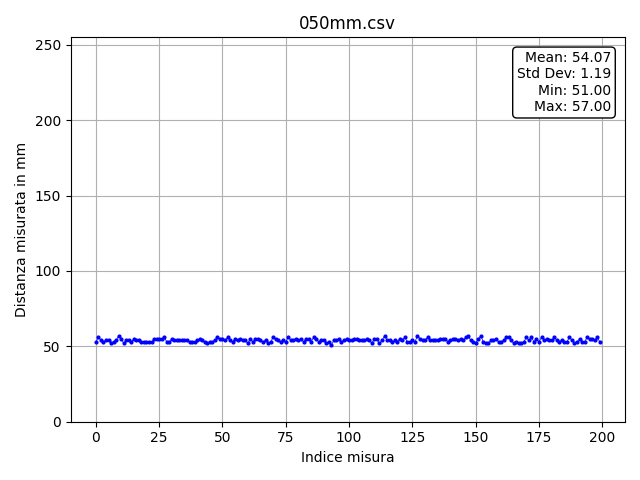 050mm.csv
Mean: 54.07
Std Dev: 1.19
Min: 51.00
Max: 57.00
Distanza misurata in mm
250
200
150
100
50
0
0 25 50 75 100 125 150 175 200
Indice misura